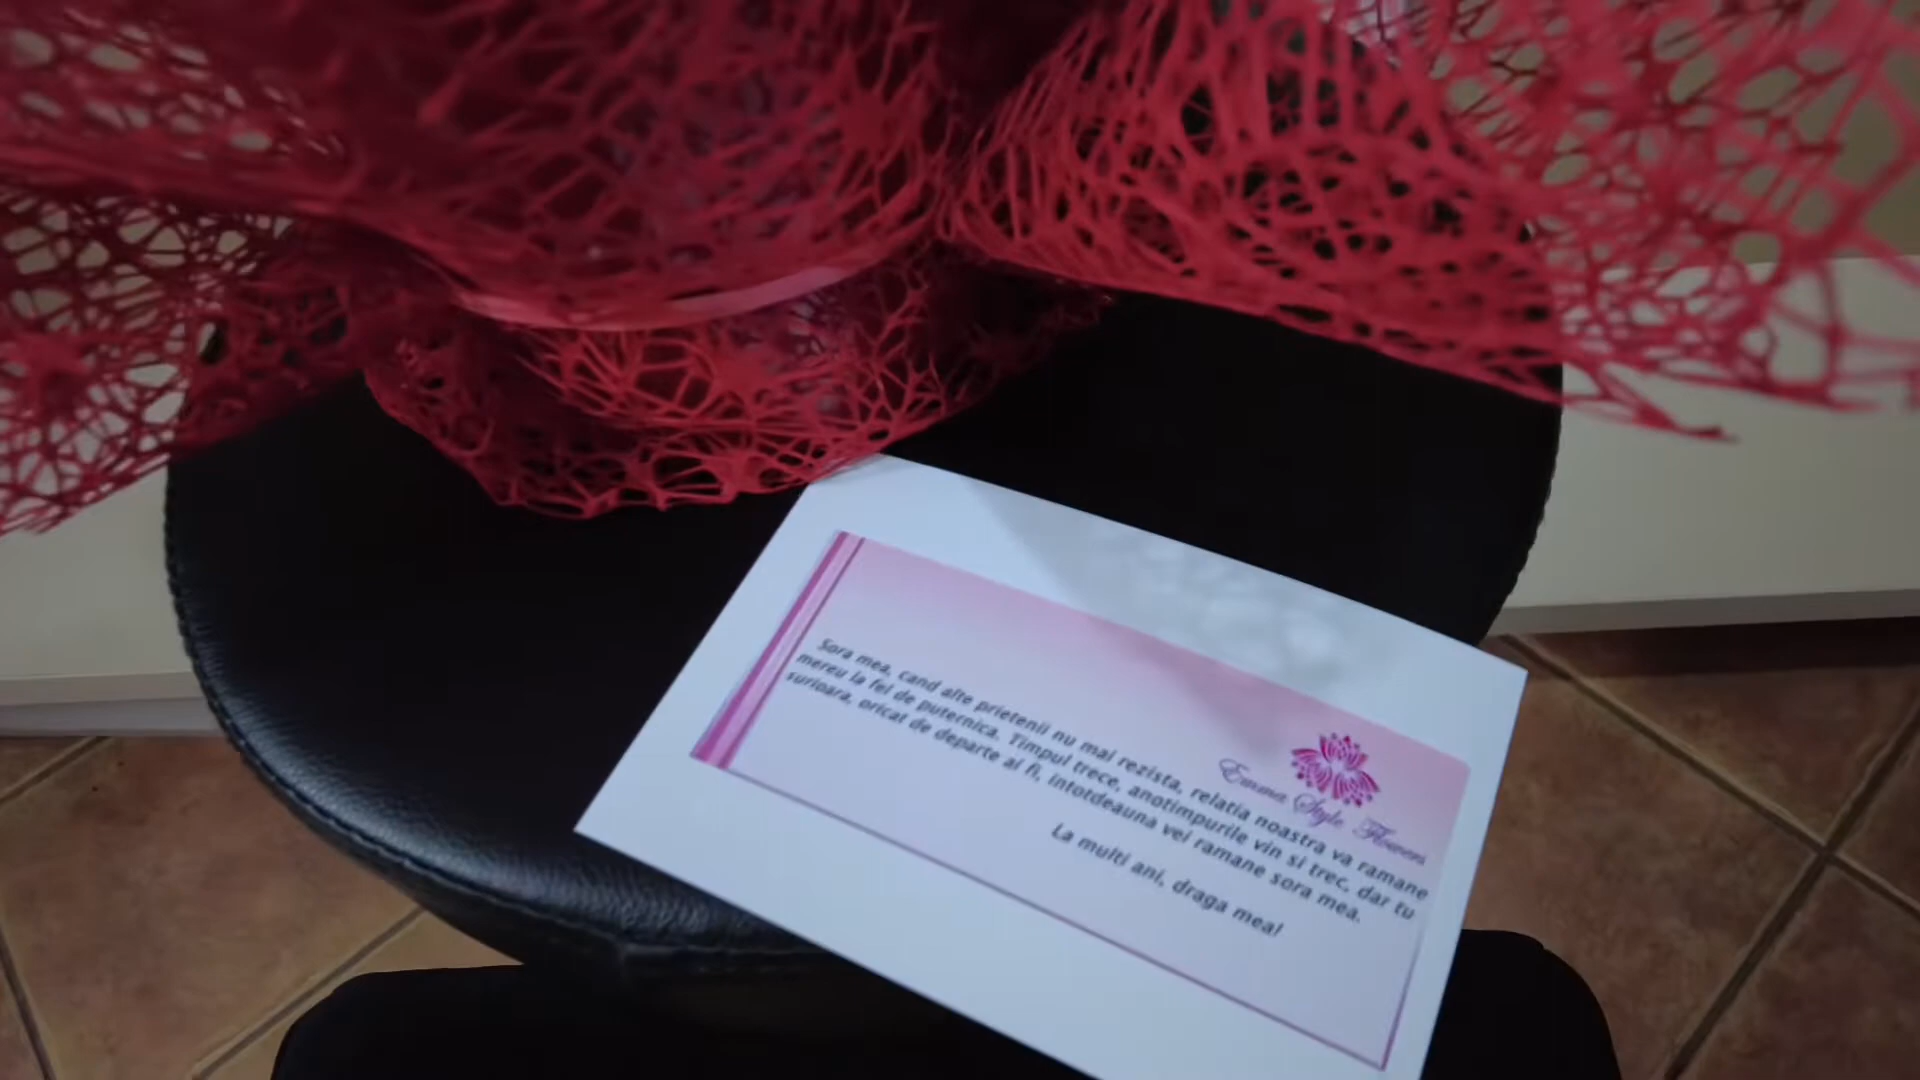 Emma Style Flowers
Sora mea, cand alte prietenii nu mai rezista, relatia noastra va ramane
mereu la fel de puternica. Timpul trece, anotimpurile vin si trec, dar tu
surioara, oricat de departe ai fi, intotdeauna vei ramane sora mea.
La multi ani, draga mea!